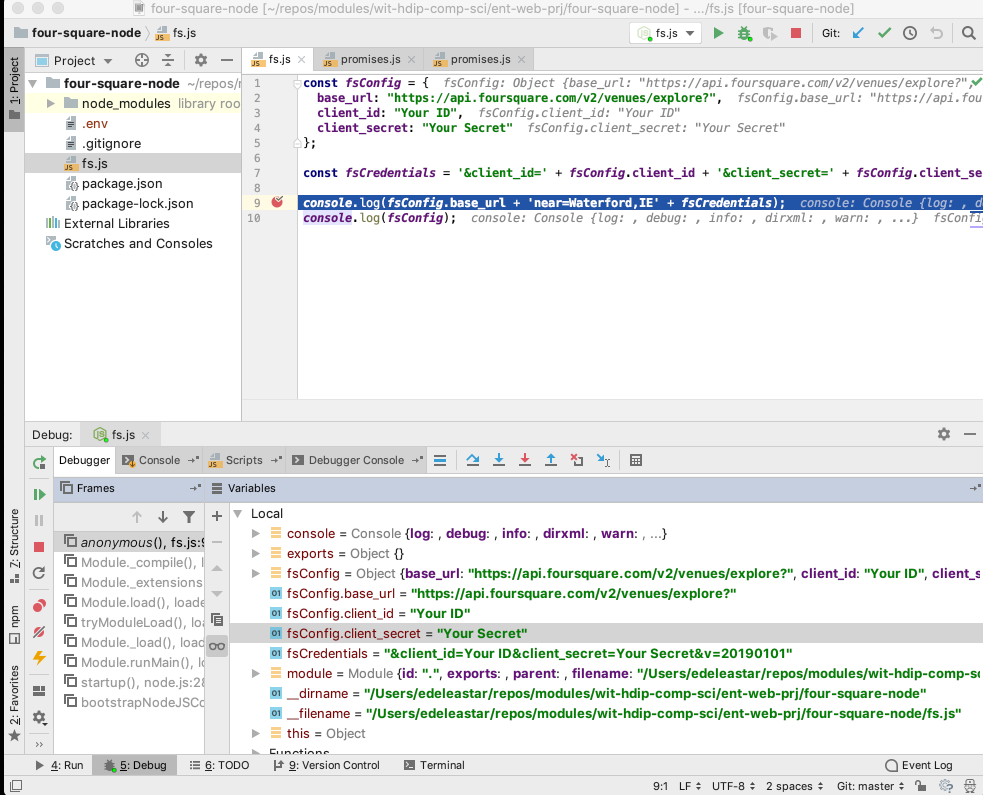 four-square-node [~/repos/modules/wit-hdip-comp-sci/ent-web-prj/four-square-node] - .../fs.js [four-square-node]
four-square-node fs.js fs.js Git:
1: Project
Project
four-square-node ~/repos/
node_modules library roo
.env
.gitignore
fs.js
package.json
package-lock.json
External Libraries
Scratches and Consoles
fs.js promises.js promises.js
1 const fsConfig = { fsConfig: Object {base_url: "https://api.foursquare.com/v2/venues/explore?",
2 base_url: "https://api.foursquare.com/v2/venues/explore?", fsConfig.base_url: "https://api.fou
3 client_id: "Your ID", fsConfig.client_id: "Your ID"
4 client_secret: "Your Secret" fsConfig.client_secret: "Your Secret"
5 };
6
7 const fsCredentials = '&client_id=' + fsConfig.client_id + '&client_secret=' + fsConfig.client_se
8
9 console.log(fsConfig.base_url + 'near=Waterford,IE' + fsCredentials); console: Console {log: , d
10 console.log(fsConfig); console: Console {log: , debug: , info: , dirxml: , warn: , ...} fsConfi
Debug: fs.js
Debugger Console Scripts Debugger Console
Frames
anonymous(), fs.js:9
Module._compile(), l
Module._extensions
Module.load(), loade
tryModuleLoad(), loa
Module._load(), load
Module.runMain(), lo
startup(), node.js:28
bootstrapNodeJSCo
Variables
Local
console = Console {log: , debug: , info: , dirxml: , warn: , ...}
exports = Object {}
fsConfig = Object {base_url: "https://api.foursquare.com/v2/venues/explore?", client_id: "Your ID", client_s
01 fsConfig.base_url = "https://api.foursquare.com/v2/venues/explore?"
01 fsConfig.client_id = "Your ID"
01 fsConfig.client_secret = "Your Secret"
01 fsCredentials = "&client_id=Your ID&client_secret=Your Secret&v=20190101"
module = Module {id: ".", exports: , parent: , filename: "/Users/edeleastar/repos/modules/wit-hdip-comp-sc
01 __dirname = "/Users/edeleastar/repos/modules/wit-hdip-comp-sci/ent-web-prj/four-square-node"
01 __filename = "/Users/edeleastar/repos/modules/wit-hdip-comp-sci/ent-web-prj/four-square-node/fs.js"
this = Object
Functions
7: Structure
npm
2: Favorites
4: Run 5: Debug 6: TODO 9: Version Control Terminal Event Log
9:1 LF UTF-8 2 spaces Git: master